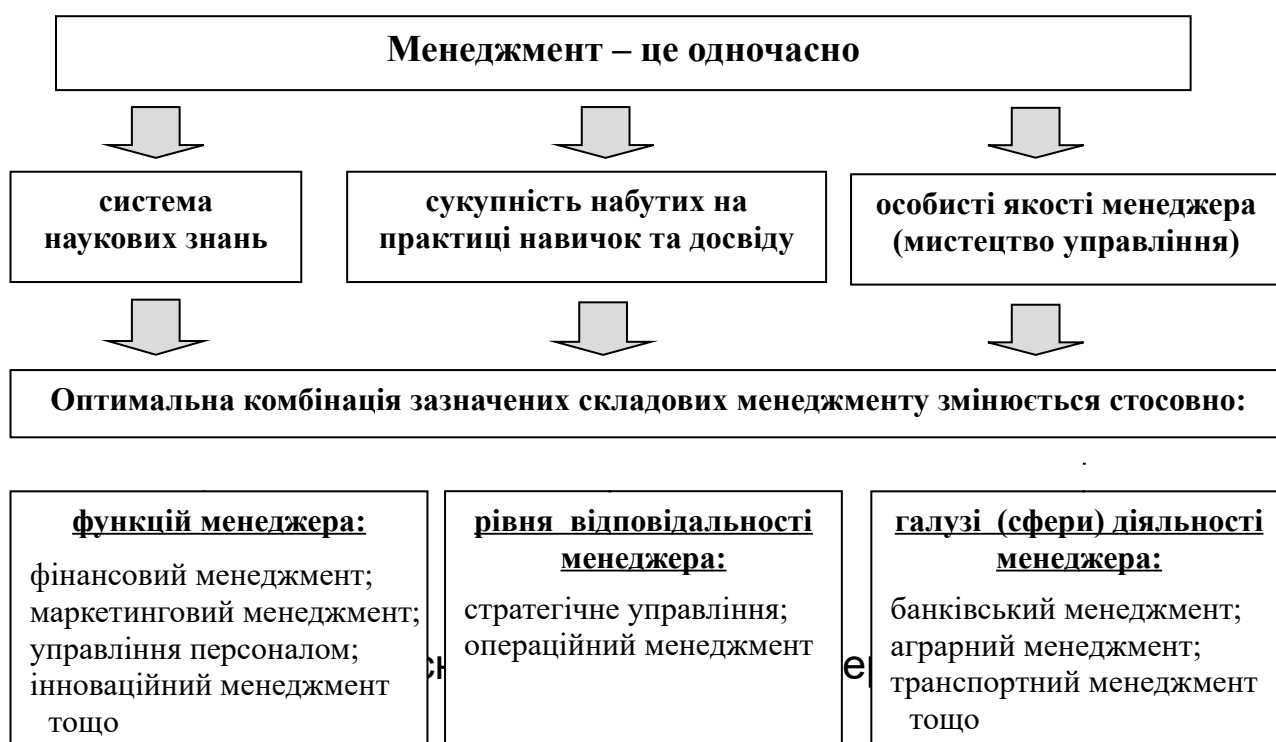 Менеджмент – це одночасно
система
наукових знань
сукупність набутих на
практиці навичок та досвіду
особисті якості менеджера
(мистецтво управління)
Оптимальна комбінація зазначених складових менеджменту змінюється стосовно:
функцій менеджера:
фінансовий менеджмент;
маркетинговий менеджмент;
управління персоналом;
інноваційний менеджмент
тощо
рівня відповідальності
менеджера:
стратегічне управління;
операційний менеджмент
галузі (сфери) діяльності
менеджера:
банківський менеджмент;
аграрний менеджмент;
транспортний менеджмент
тощо